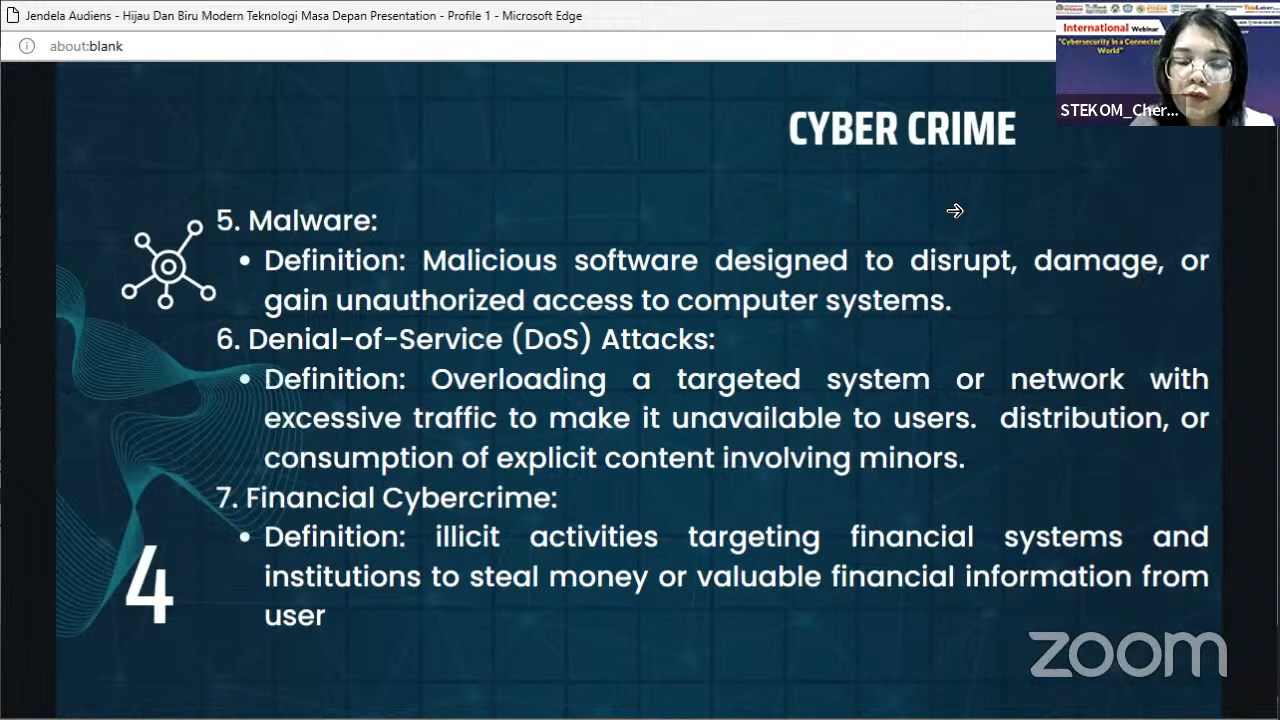 Jendela Audiens - Hijau Dan Biru Modern Teknologi Masa Depan Presentation - Profile 1 - Microsoft Edge
about:blank
International Webinar
"Cybersecurity in a Connected
World"
STEKOM_Cher...
CYBER CRIME
5. Malware:
• Definition: Malicious software designed to disrupt, damage, or
gain unauthorized access to computer systems.
6. Denial-of-Service (DoS) Attacks:
• Definition: Overloading a targeted system or network with
excessive traffic to make it unavailable to users. distribution, or
consumption of explicit content involving minors.
7. Financial Cybercrime:
• Definition: illicit activities targeting financial systems and
institutions to steal money or valuable financial information from
user
4
zoom